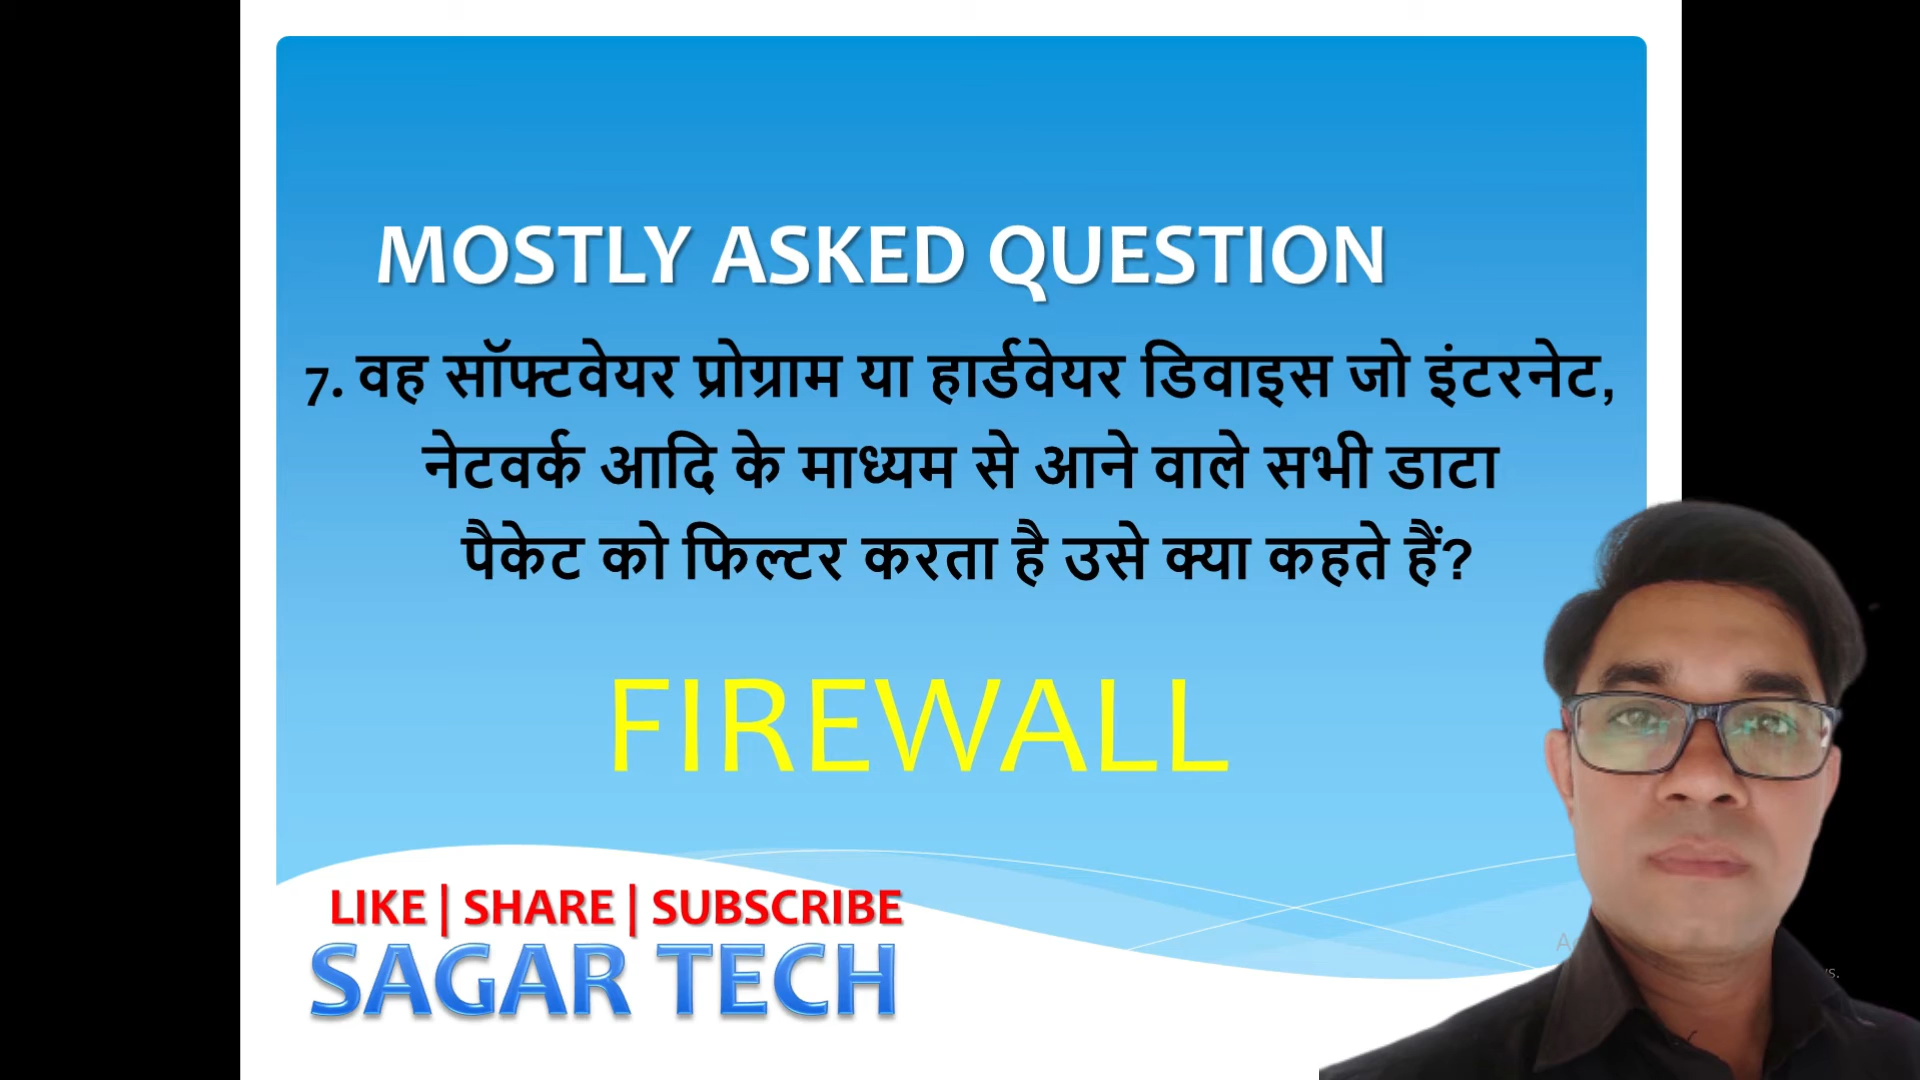 MOSTLY ASKED QUESTION
7. वह सॉफ्टवेयर प्रोग्राम या हार्डवेयर डिवाइस जो इंटरनेट,
नेटवर्क आदि के माध्यम से आने वाले सभी डाटा
पैकेट को फिल्टर करता है उसे क्या कहते हैं?
FIREWALL
LIKE | SHARE | SUBSCRIBE
SAGAR TECH